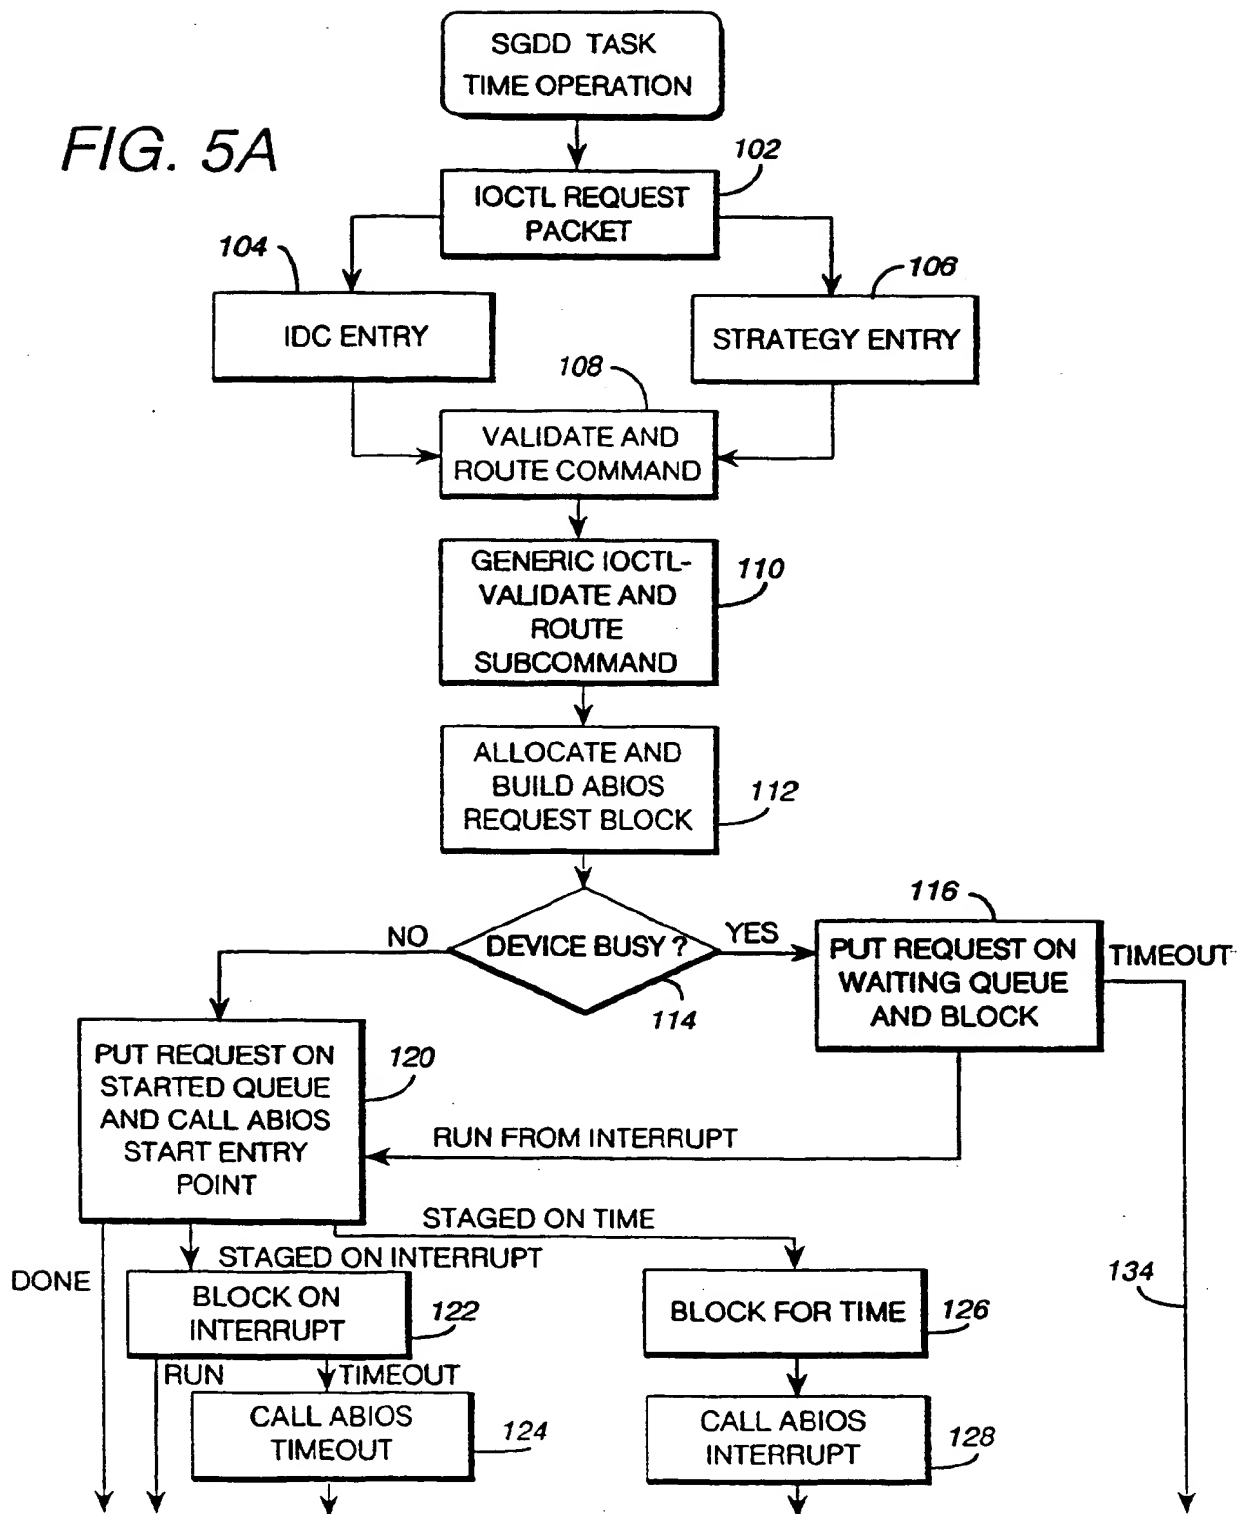 SGDD TASK
TIME OPERATION
FIG. 5A
102
IOCTL REQUEST
PACKET
104
106
IDC ENTRY
STRATEGY ENTRY
108
VALIDATE AND
ROUTE COMMAND
GENERIC IOCTL-
VALIDATE AND
ROUTE
SUBCOMMAND
110
ALLOCATE AND
BUILD ABIOS
REQUEST BLOCK
112
116
NO
DEVICE BUSY ?
YES
PUT REQUEST ON
WAITING QUEUE
AND BLOCK
TIMEOUT
114
PUT REQUEST ON
STARTED QUEUE
AND CALL ABIOS
START ENTRY
POINT
120
RUN FROM INTERRUPT
STAGED ON TIME
STAGED ON INTERRUPT
DONE
134
BLOCK ON
INTERRUPT
122
BLOCK FOR TIME
126
RUN
TIMEOUT
CALL ABIOS
TIMEOUT
124
CALL ABIOS
INTERRUPT
128